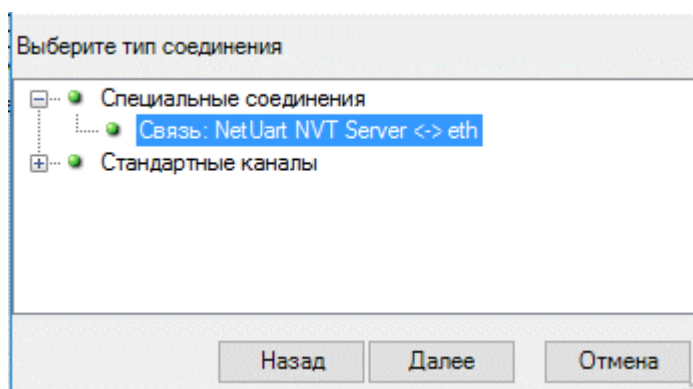 Выберите тип соединения
Специальные соединения
Связь: NetUart NVT Server <-> eth
Стандартные каналы
Назад Далее Отмена